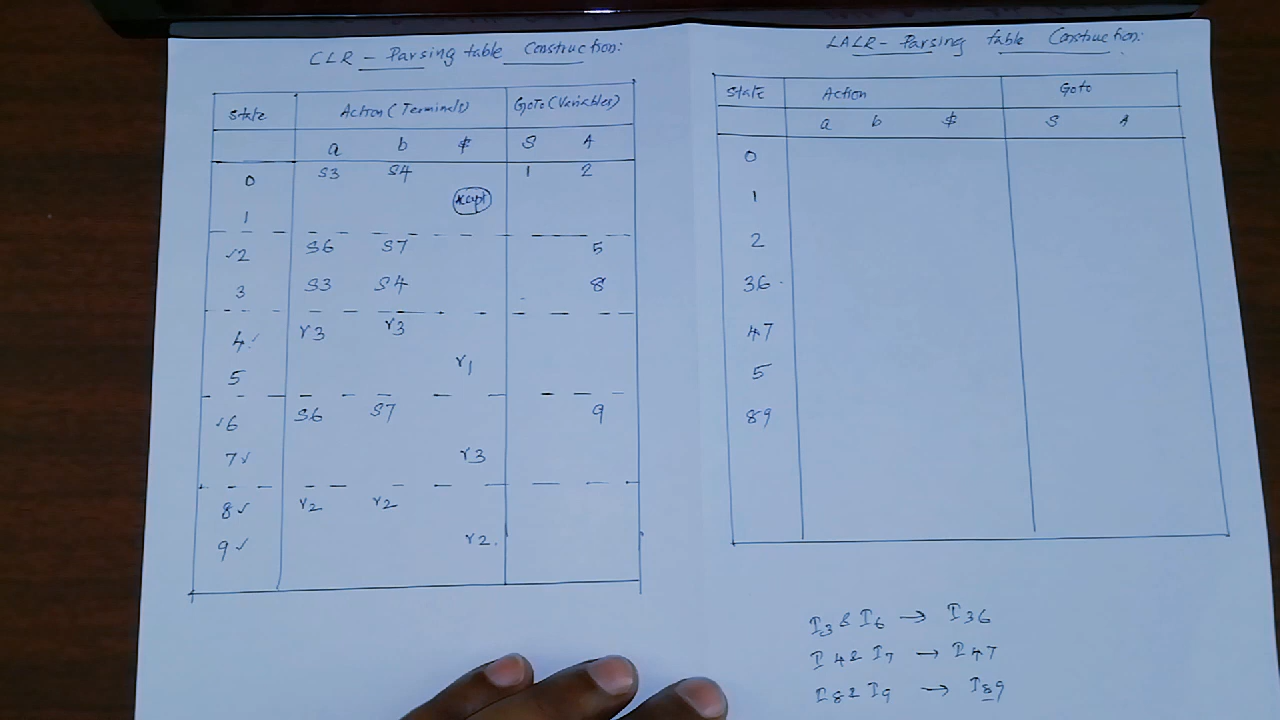 CLR - Parsing table Construction:
State Action (Terminals) GoTo (Variables)
a b $ S A
0 S3 S4 1 2
1 Accept
✓2 S6 S7 5
3 S3 S4 8
4✓ r3 r3
5 r1
✓6 S6 S7 9
7✓ r3
8✓ r2 r2
9✓ r2.
LALR - Parsing table Construction:
State Action Goto
a b $ S A
0
1
2
36
47
5
89
I3 & I6 → I36
I4 & I7 → I47
I8 & I9 → I89